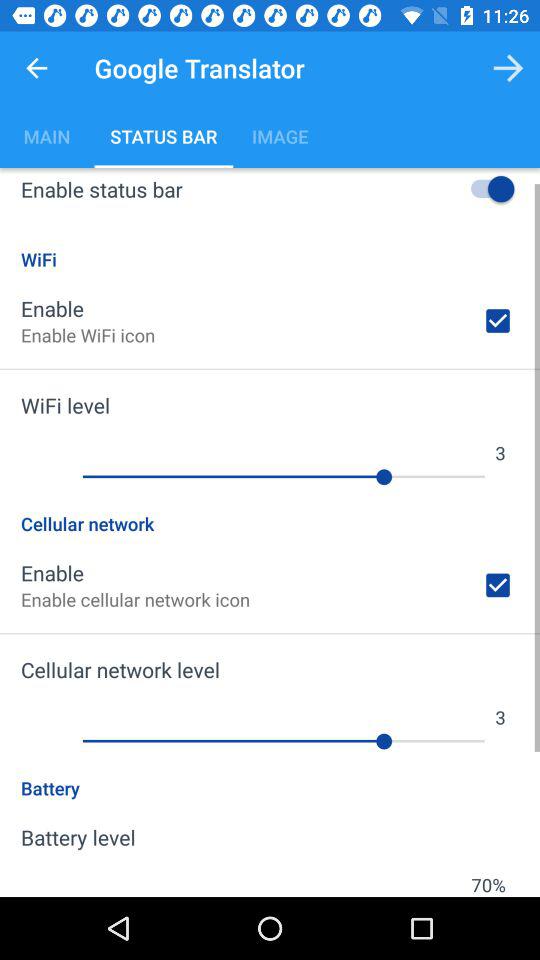 11:26
Google Translator
MAIN STATUS BAR IMAGE
Enable status bar
WiFi
Enable
Enable WiFi icon
WiFi level
3
Cellular network
Enable
Enable cellular network icon
Cellular network level
3
Battery
Battery level
70%